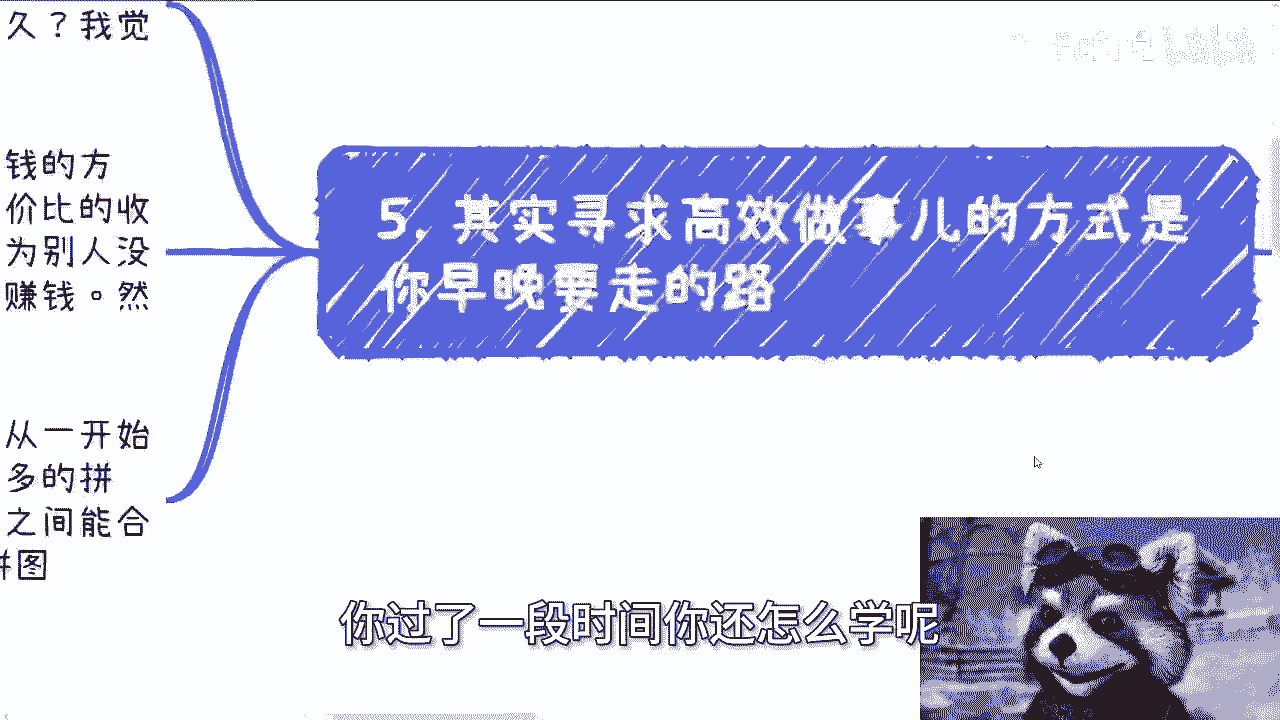 久？我觉
钱的方
价比的收
为别人没
赚钱。然
从一开始
多的拼
之间能合
拼图
5. 其实寻求高效做事儿的方式是
你早晚要走的路
你过了一段时间你还怎么学呢